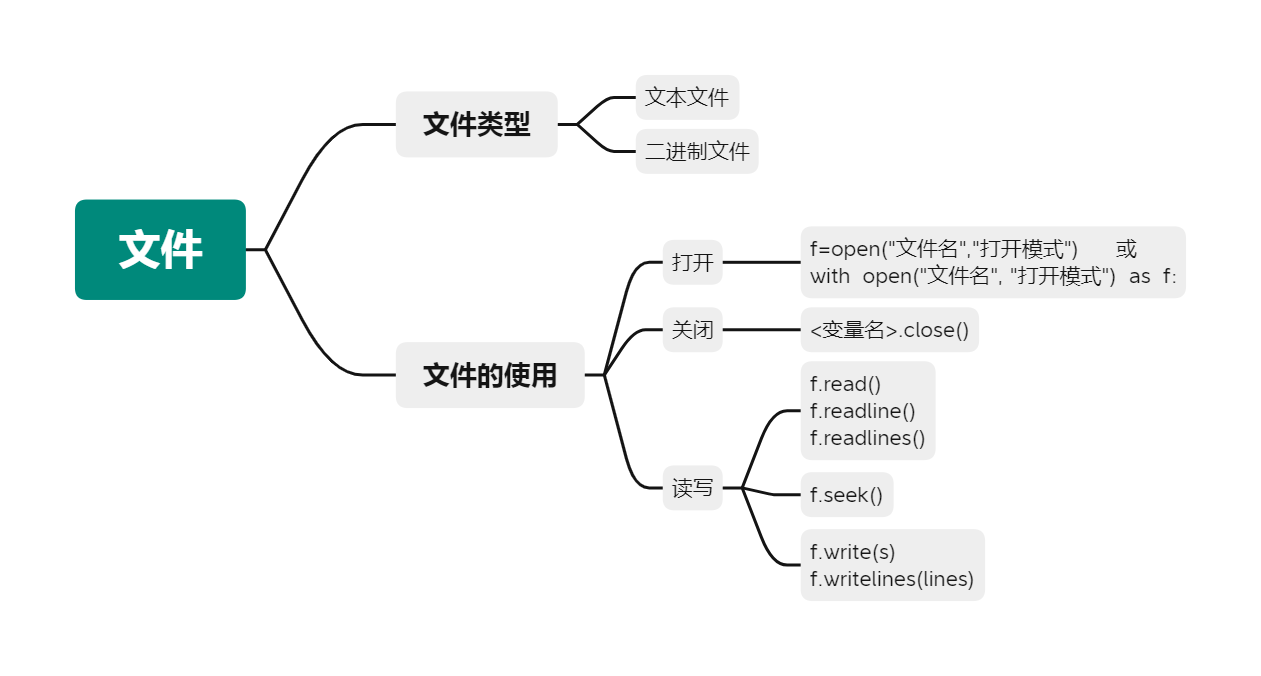 文件
文件类型
文本文件
二进制文件
文件的使用
打开
f=open("文件名","打开模式") 或
with open("文件名", "打开模式") as f:
关闭
<变量名>.close()
读写
f.read()
f.readline()
f.readlines()
f.seek()
f.write(s)
f.writelines(lines)